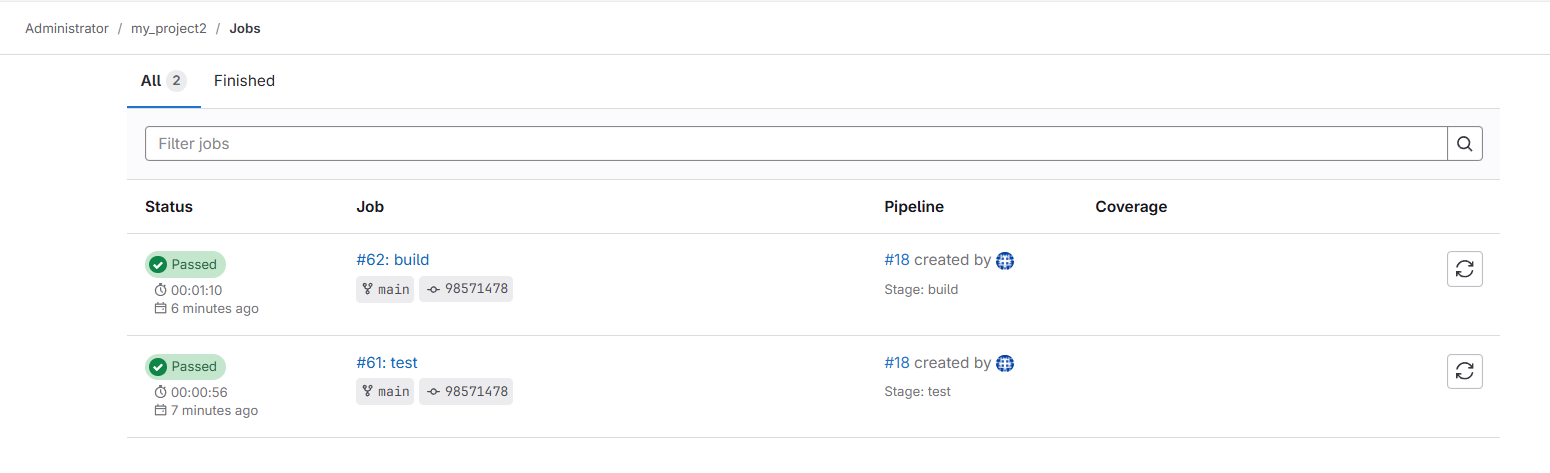 Administrator / my_project2 / Jobs
All 2 Finished
Filter jobs
Status Job Pipeline Coverage
Passed #62: build #18 created by
00:01:10 main 98571478 Stage: build
6 minutes ago
Passed #61: test #18 created by
00:00:56 main 98571478 Stage: test
7 minutes ago